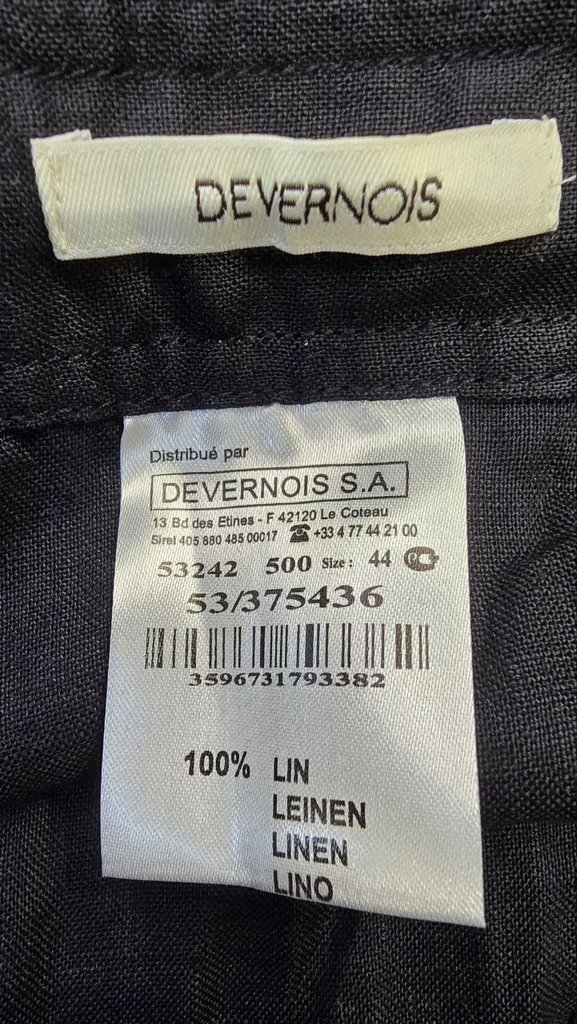 DEVERNOIS
Distribué par
DEVERNOIS S.A.
13 Bd des Etines - F 42120 Le Coteau
Siret 405 880 485 00017 ☎ +33 4 77 44 21 00
53242 500 Size : 44
53/375436
3596731793382
100% LIN
LEINEN
LINEN
LINO